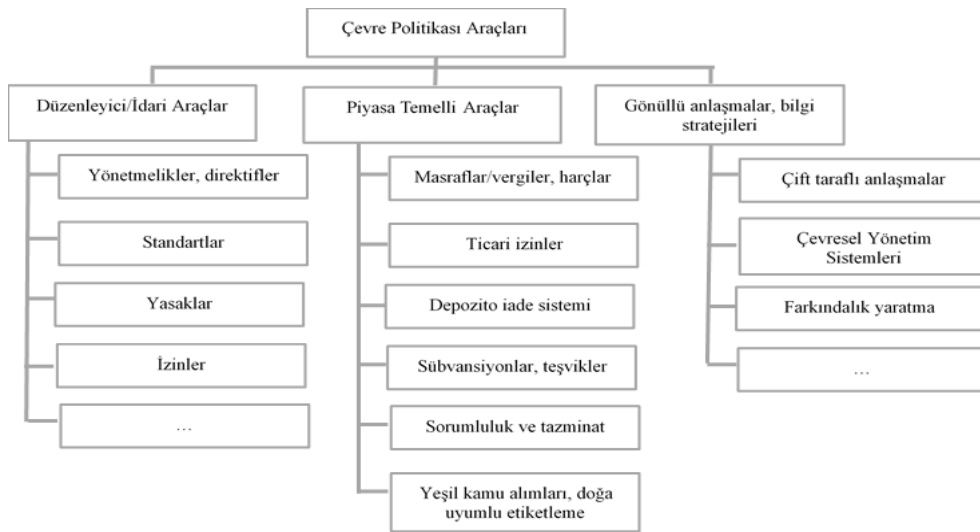 Çevre Politikası Araçları
Düzenleyici/İdari Araçlar
Yönetmelikler, direktifler
Standartlar
Yasaklar
İzinler
...
Piyasa Temelli Araçlar
Masraflar/vergiler, harçlar
Ticari izinler
Depozito iade sistemi
Sübvansiyonlar, teşvikler
Sorumluluk ve tazminat
Yeşil kamu alımları, doğa
uyumlu etiketleme
Gönüllü anlaşmalar, bilgi
stratejileri
Çift taraflı anlaşmalar
Çevresel Yönetim
Sistemleri
Farkındalık yaratma
...